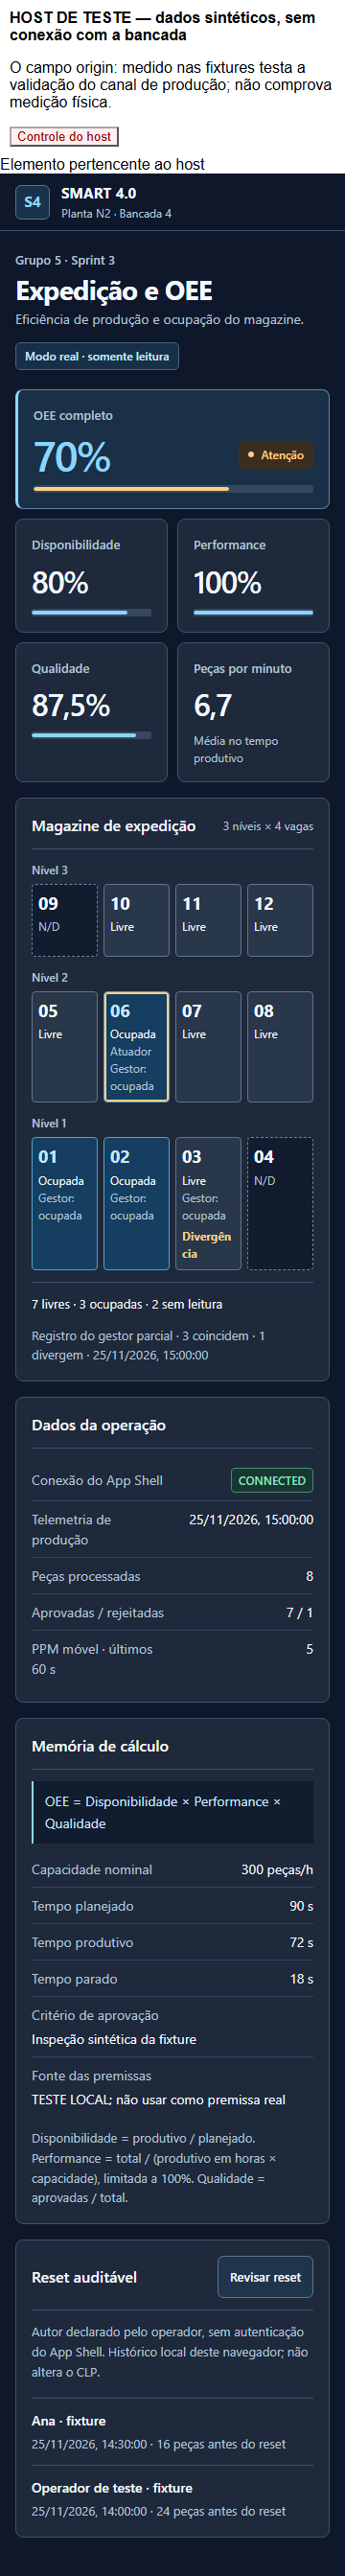 HOST DE TESTE — dados sintéticos, sem
conexão com a bancada
O campo origin: medido nas fixtures testa a
validação do canal de produção; não comprova
medição física.
Controle do host
Elemento pertencente ao host
S4
SMART 4.0
Planta N2 · Bancada 4
Grupo 5 · Sprint 3
Expedição e OEE
Eficiência de produção e ocupação do magazine.
Modo real · somente leitura
OEE completo
70%
Atenção
Disponibilidade
80%
Performance
100%
Qualidade
87,5%
Peças por minuto
6,7
Média no tempo
produtivo
Magazine de expedição
3 níveis × 4 vagas
Nível 3
09
N/D
10
Livre
11
Livre
12
Livre
Nível 2
05
Livre
06
Ocupada
Atuador
Gestor:
ocupada
07
Livre
08
Livre
Nível 1
01
Ocupada
Gestor:
ocupada
02
Ocupada
Gestor:
ocupada
03
Livre
Gestor:
ocupada
Divergên
cia
04
N/D
7 livres · 3 ocupadas · 2 sem leitura
Registro do gestor parcial · 3 coincidem · 1
divergem · 25/11/2026, 15:00:00
Dados da operação
Conexão do App Shell
CONNECTED
Telemetria de
produção
25/11/2026, 15:00:00
Peças processadas
8
Aprovadas / rejeitadas
7 / 1
PPM móvel · últimos
60 s
5
Memória de cálculo
OEE = Disponibilidade × Performance ×
Qualidade
Capacidade nominal
300 peças/h
Tempo planejado
90 s
Tempo produtivo
72 s
Tempo parado
18 s
Critério de aprovação
Inspeção sintética da fixture
Fonte das premissas
TESTE LOCAL; não usar como premissa real
Disponibilidade = produtivo / planejado.
Performance = total / (produtivo em horas ×
capacidade), limitada a 100%. Qualidade =
aprovadas / total.
Reset auditável
Revisar reset
Autor declarado pelo operador, sem autenticação
do App Shell. Histórico local deste navegador; não
altera o CLP.
Ana · fixture
25/11/2026, 14:30:00 · 16 peças antes do reset
Operador de teste · fixture
25/11/2026, 14:00:00 · 24 peças antes do reset